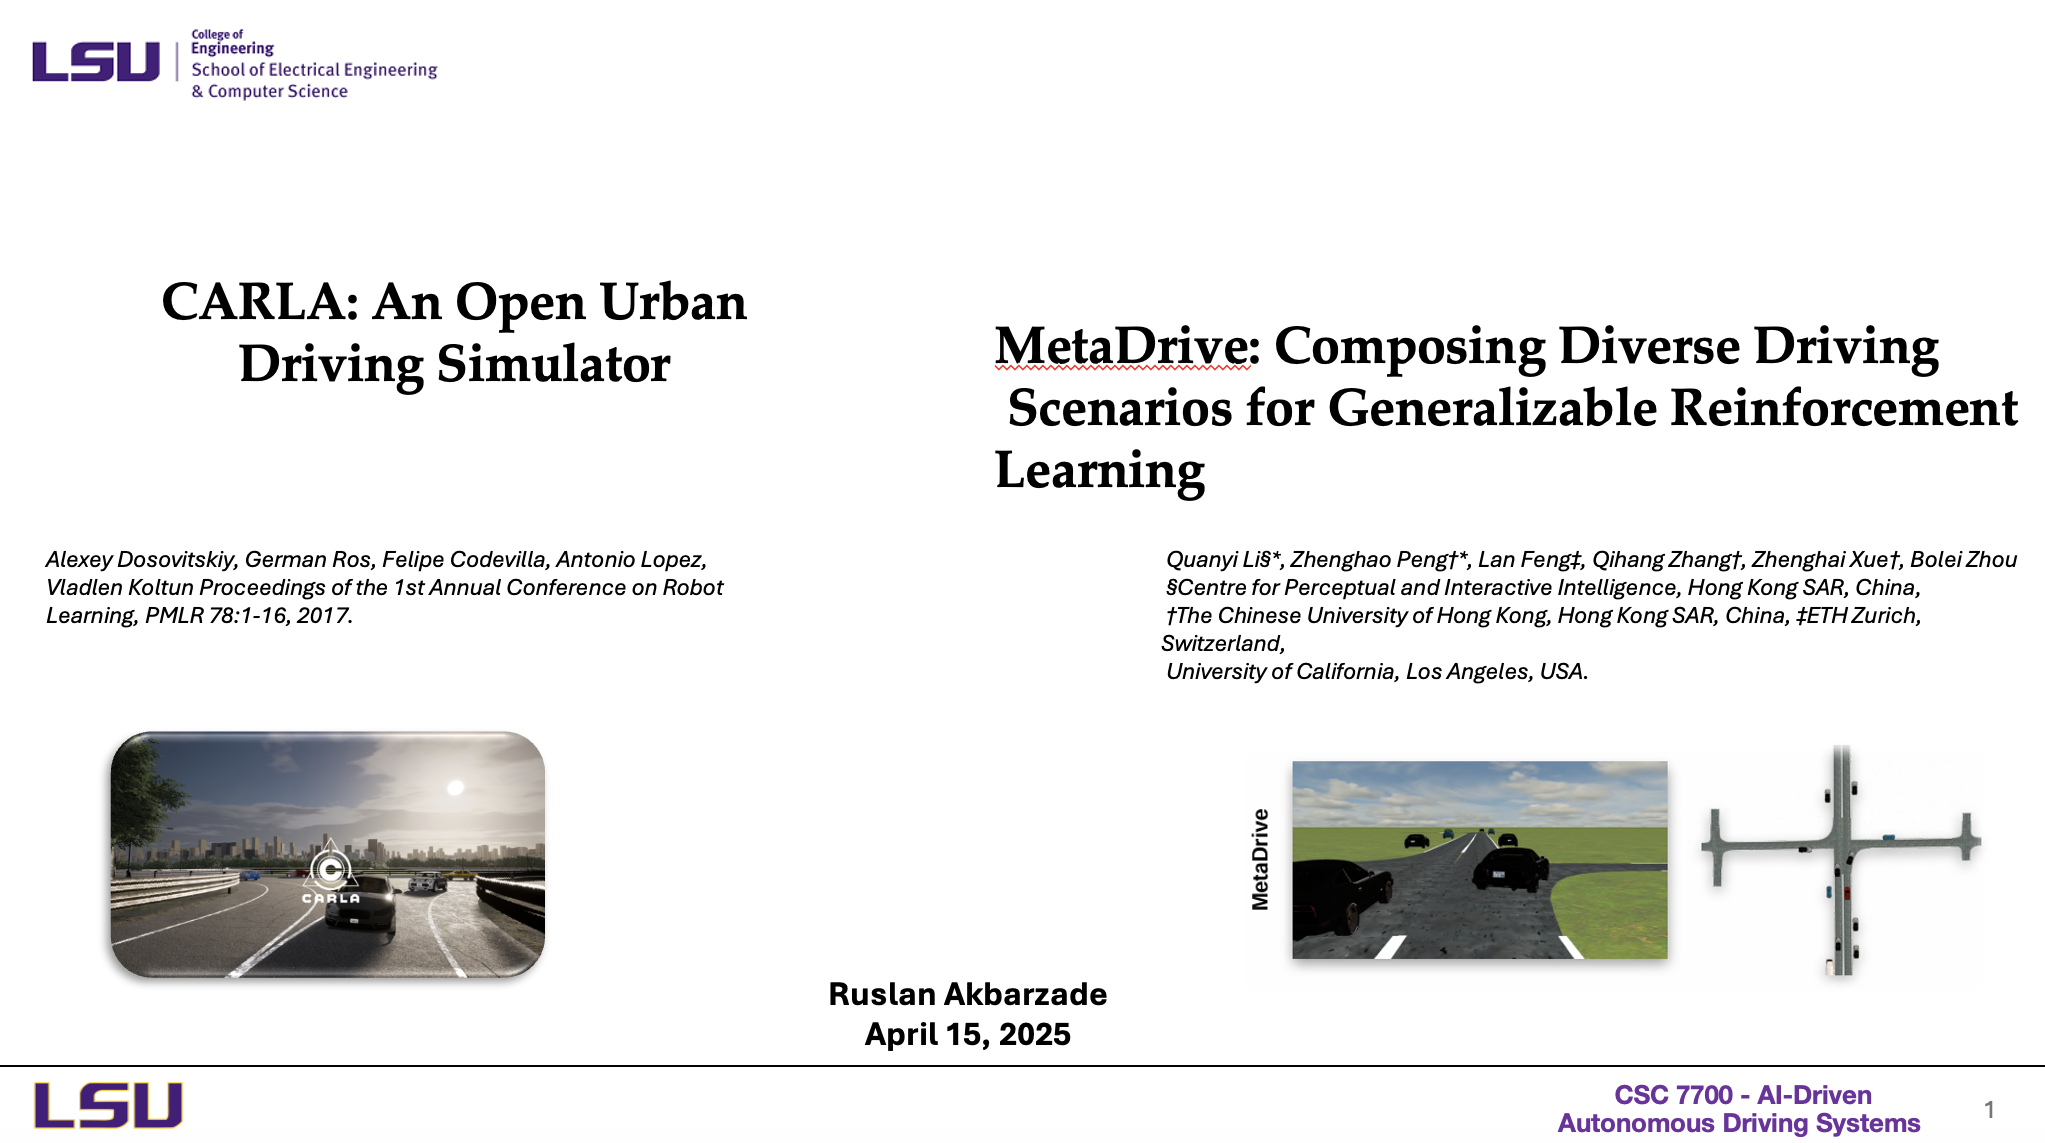 LSU
College of
Engineering
School of Electrical Engineering
& Computer Science
CARLA: An Open Urban
Driving Simulator
MetaDrive: Composing Diverse Driving
Scenarios for Generalizable Reinforcement
Learning
Alexey Dosovitskiy, German Ros, Felipe Codevilla, Antonio Lopez,
Vladlen Koltun Proceedings of the 1st Annual Conference on Robot
Learning, PMLR 78:1-16, 2017.
Quanyi Li§*, Zhenghao Peng†*, Lan Feng‡, Qihang Zhang†, Zhenghai Xue†, Bolei Zhou
§Centre for Perceptual and Interactive Intelligence, Hong Kong SAR, China,
†The Chinese University of Hong Kong, Hong Kong SAR, China, ‡ETH Zurich,
Switzerland,
University of California, Los Angeles, USA.
CARLA
MetaDrive
Ruslan Akbarzade
April 15, 2025
LSU
CSC 7700 - AI-Driven
Autonomous Driving Systems
1